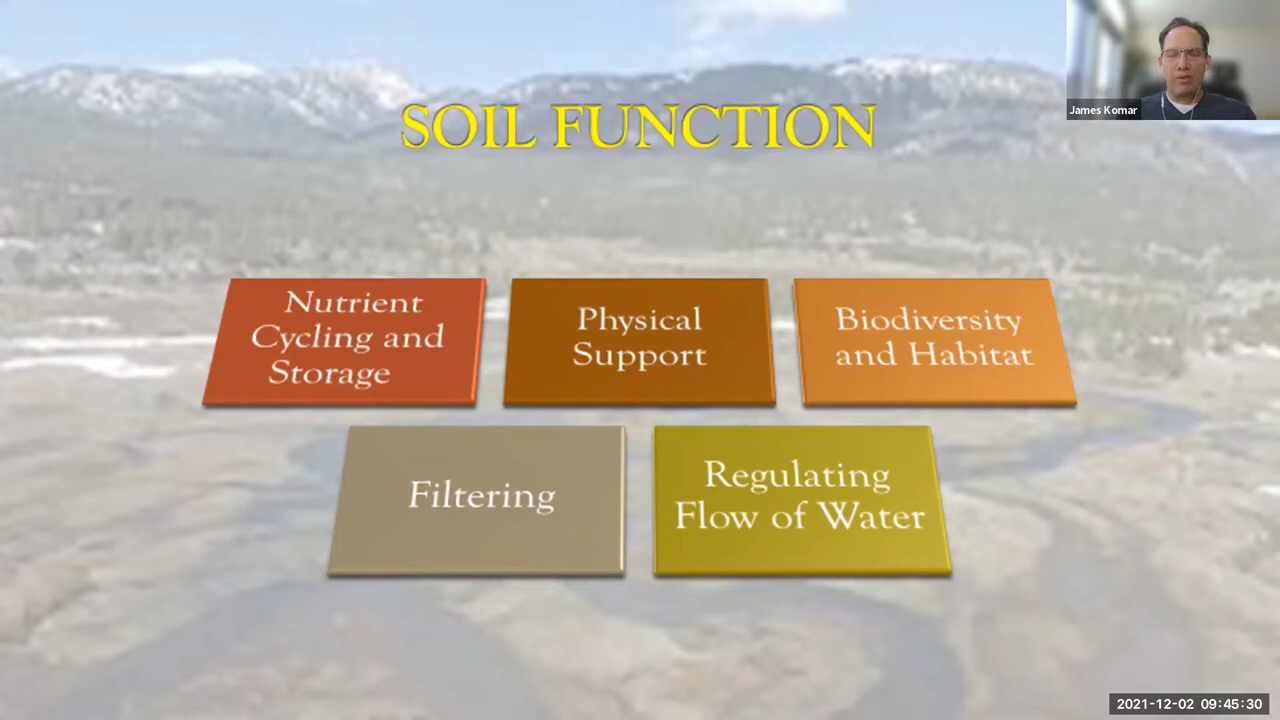 James Komar
SOIL FUNCTION
Nutrient
Cycling and
Storage
Physical
Support
Biodiversity
and Habitat
Filtering
Regulating
Flow of Water
2021-12-02 09:45:30